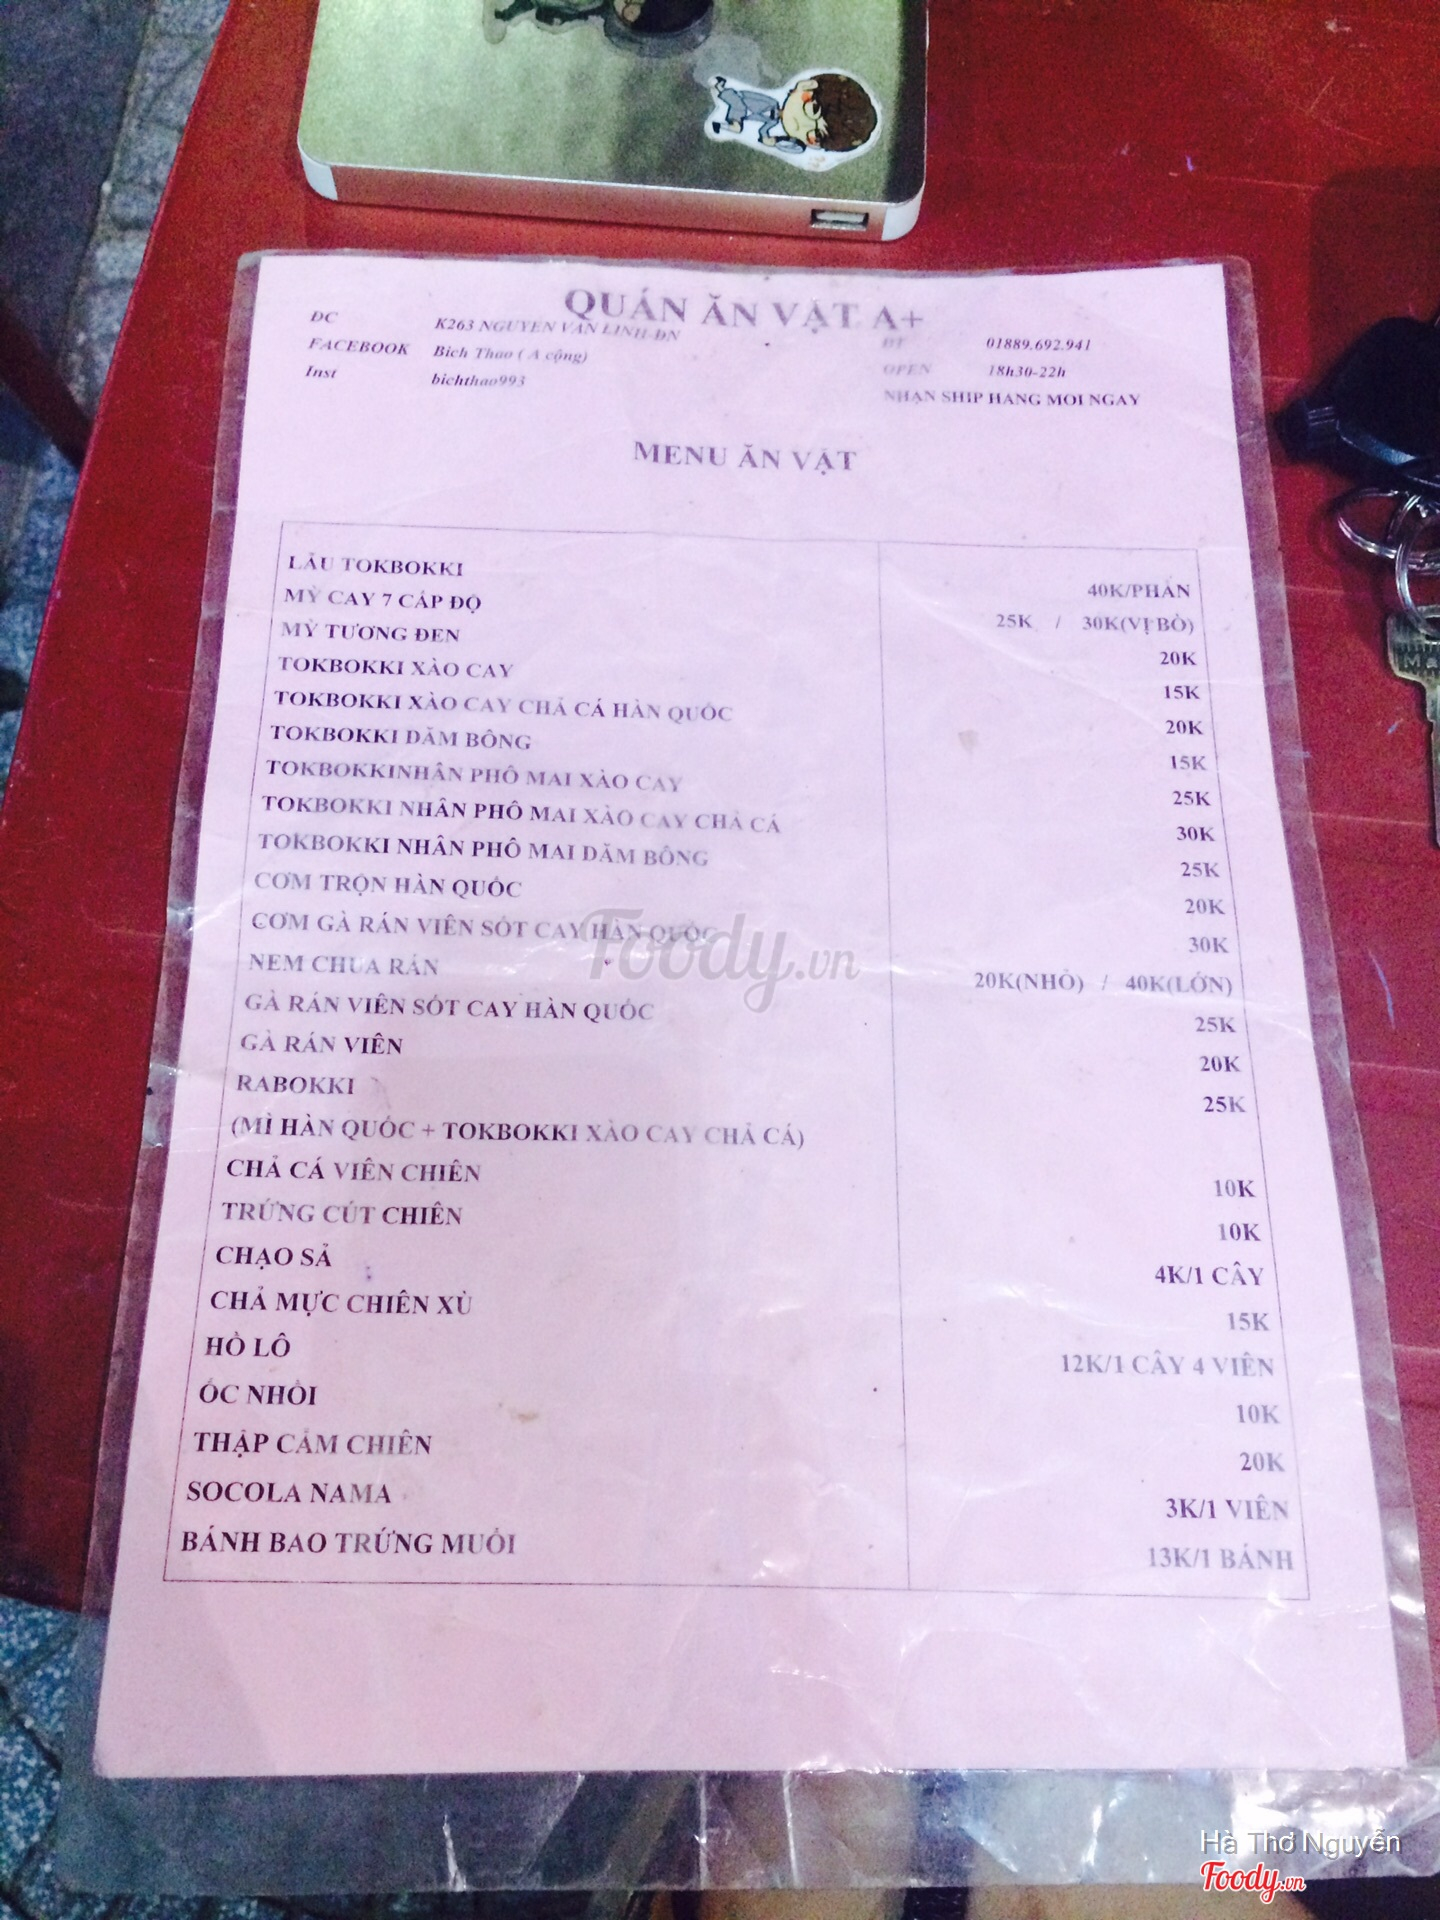 QUÁN ĂN VẶT A+
ĐC K263 NGUYỄN VĂN LINH-ĐN ĐT 01889.692.941
FACEBOOK Bích Thảo ( A cộng) OPEN 18h30-22h
Inst bichthao993 NHẬN SHIP HÀNG MỌI NGÀY
MENU ĂN VẶT
LẨU TOKBOKKI 40K/PHẦN
MỲ CAY 7 CẤP ĐỘ 25K / 30K(VỊ BÒ)
MỲ TƯƠNG ĐEN 20K
TOKBOKKI XÀO CAY 15K
TOKBOKKI XÀO CAY CHẢ CÁ HÀN QUỐC 20K
TOKBOKKI DĂM BÔNG 15K
TOKBOKKINHÂN PHÔ MAI XÀO CAY 25K
TOKBOKKI NHÂN PHÔ MAI XÀO CAY CHẢ CÁ 30K
TOKBOKKI NHÂN PHÔ MAI DĂM BÔNG 25K
CƠM TRỘN HÀN QUỐC 20K
CƠM GÀ RÁN VIÊN SỐT CAY HÀN QUỐC 30K
NEM CHUA RÁN 20K(NHỎ) / 40K(LỚN)
GÀ RÁN VIÊN SỐT CAY HÀN QUỐC 25K
GÀ RÁN VIÊN 20K
RABOKKI 25K
(MÌ HÀN QUỐC + TOKBOKKI XÀO CAY CHẢ CÁ)
CHẢ CÁ VIÊN CHIÊN 10K
TRỨNG CÚT CHIÊN 10K
CHẠO SẢ 4K/1 CÂY
CHẢ MỰC CHIÊN XÙ 15K
HỒ LÔ 12K/1 CÂY 4 VIÊN
ỐC NHỒI 10K
THẬP CẨM CHIÊN 20K
SOCOLA NAMA 3K/1 VIÊN
BÁNH BAO TRỨNG MUỐI 13K/1 BÁNH
Foody.vn
Hà Thơ Nguyễn
Foody.vn